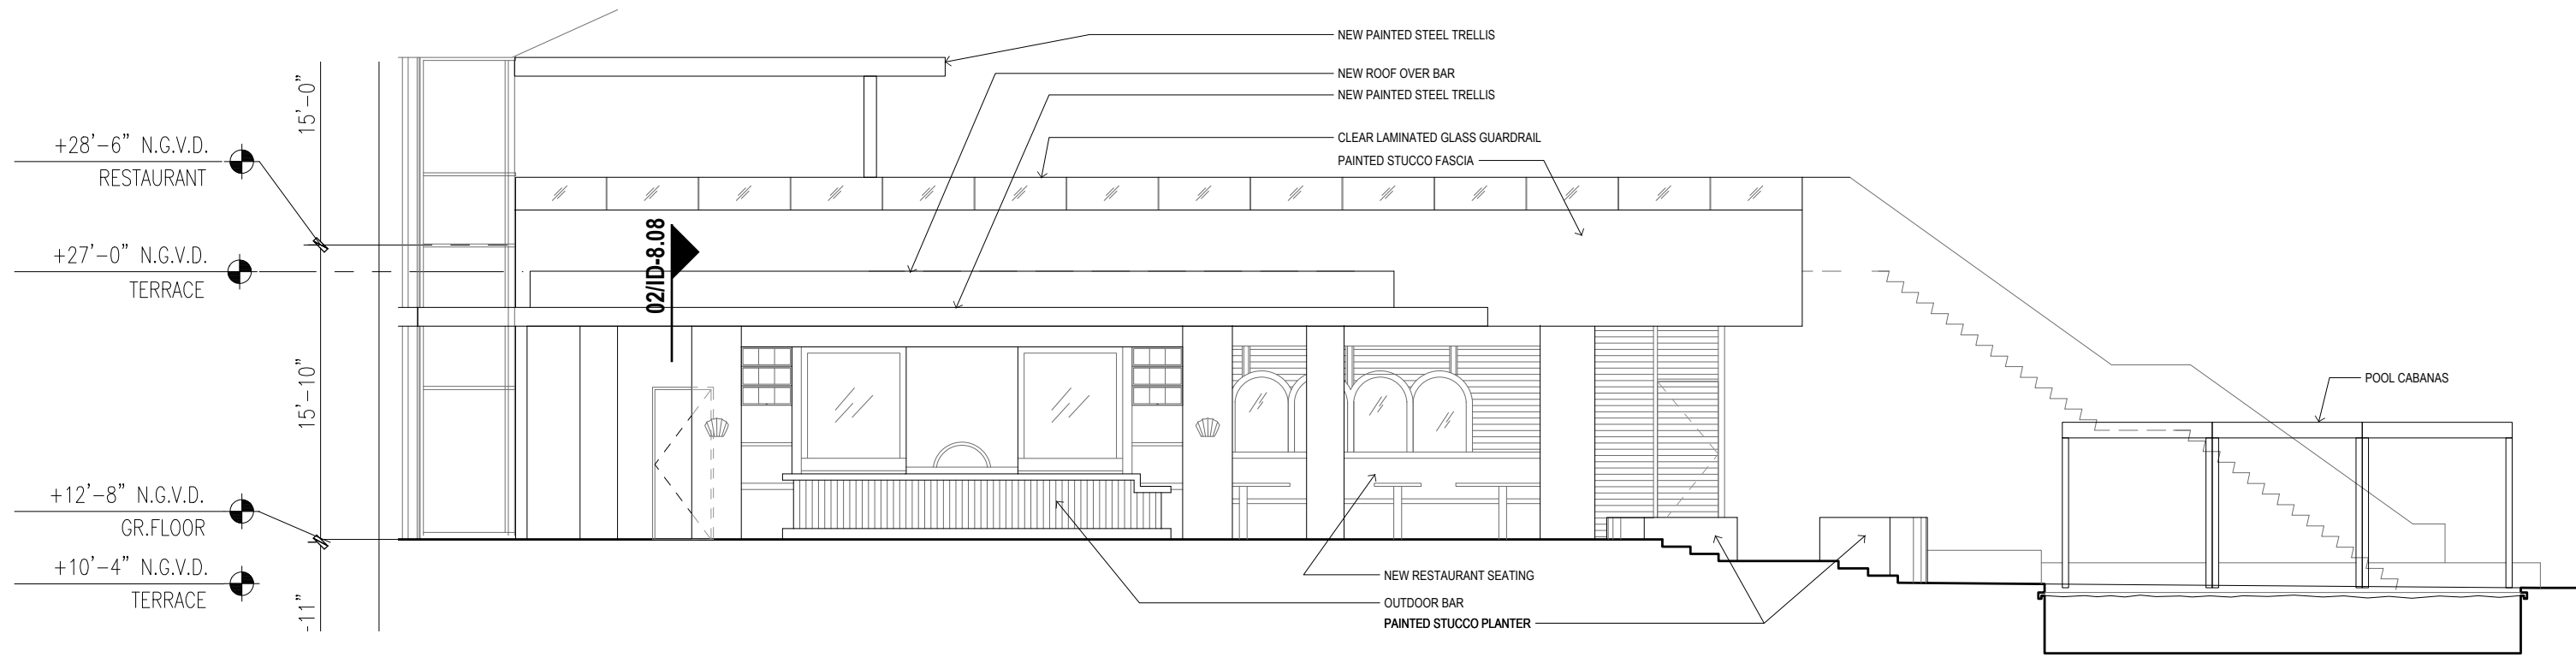 NEW PAINTED STEEL TRELLIS
NEW ROOF OVER BAR
NEW PAINTED STEEL TRELLIS
CLEAR LAMINATED GLASS GUARDRAIL
PAINTED STUCCO FASCIA
15'-0"
+28'-6" N.G.V.D.
RESTAURANT
+27'-0" N.G.V.D.
TERRACE
02/ID-8.08
15'-10"
POOL CABANAS
+12'-8" N.G.V.D.
GR.FLOOR
+10'-4" N.G.V.D.
TERRACE
-11"
NEW RESTAURANT SEATING
OUTDOOR BAR
PAINTED STUCCO PLANTER